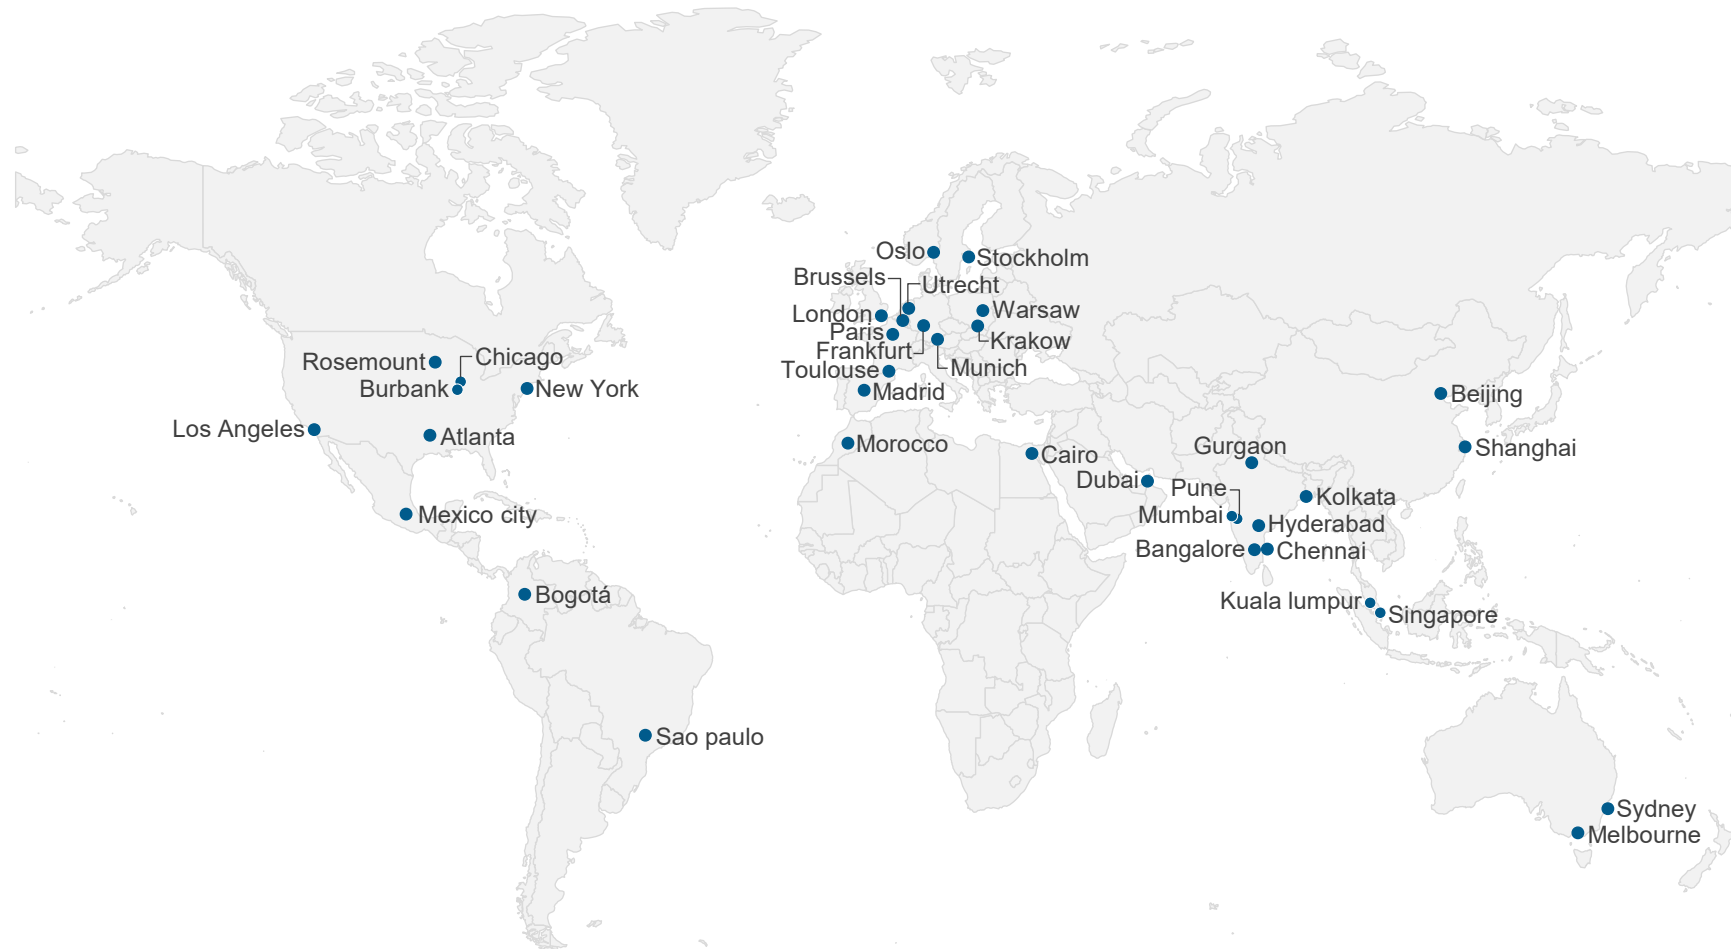 Oslo
Stockholm
Brussels
Utrecht
London
Warsaw
Paris
Krakow
Frankfurt
Rosemount
Chicago
Toulouse
Munich
Burbank
New York
Madrid
Beijing
Los Angeles
Atlanta
Morocco
Cairo
Gurgaon
Shanghai
Dubai
Pune
Kolkata
Mexico city
Mumbai
Hyderabad
Bangalore
Chennai
Bogotá
Kuala lumpur
Singapore
Sao paulo
Sydney
Melbourne